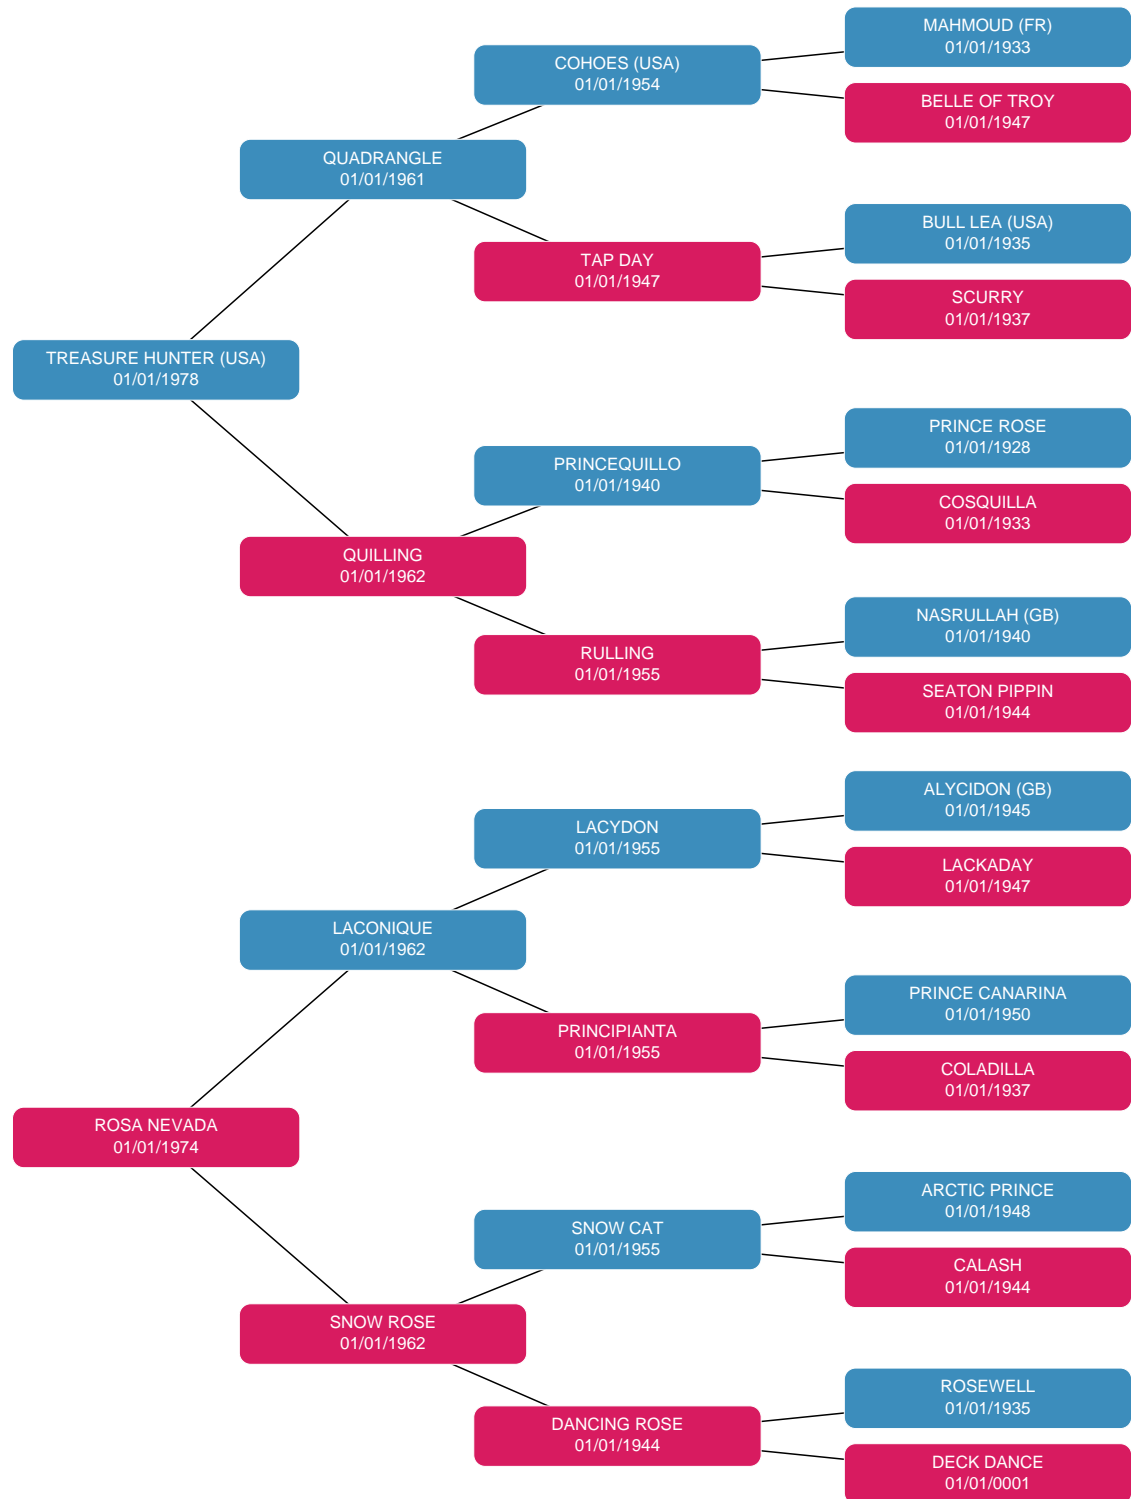 MAHMOUD (FR)
01/01/1933
COHOES (USA)
01/01/1954
BELLE OF TROY
01/01/1947
QUADRANGLE
01/01/1961
BULL LEA (USA)
01/01/1935
TAP DAY
01/01/1947
SCURRY
01/01/1937
TREASURE HUNTER (USA)
01/01/1978
PRINCE ROSE
01/01/1928
PRINCEQUILLO
01/01/1940
COSQUILLA
01/01/1933
QUILLING
01/01/1962
NASRULLAH (GB)
01/01/1940
RULLING
01/01/1955
SEATON PIPPIN
01/01/1944
ALYCIDON (GB)
01/01/1945
LACYDON
01/01/1955
LACKADAY
01/01/1947
LACONIQUE
01/01/1962
PRINCE CANARINA
01/01/1950
PRINCIPIANTA
01/01/1955
COLADILLA
01/01/1937
ROSA NEVADA
01/01/1974
ARCTIC PRINCE
01/01/1948
SNOW CAT
01/01/1955
CALASH
01/01/1944
SNOW ROSE
01/01/1962
ROSEWELL
01/01/1935
DANCING ROSE
01/01/1944
DECK DANCE
01/01/0001